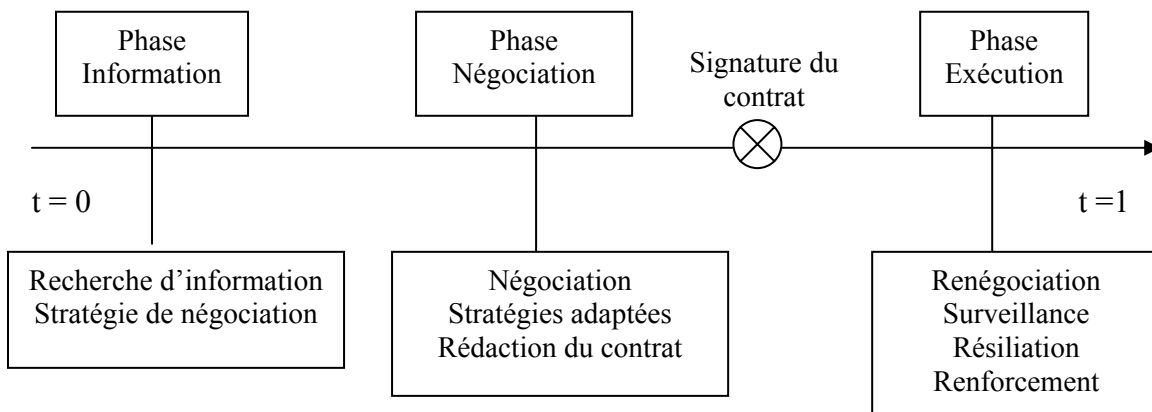 Phase
Information
Phase
Négociation
Signature du
contrat
Phase
Exécution
t = 0
t =1
Recherche d’information
Stratégie de négociation
Négociation
Stratégies adaptées
Rédaction du contrat
Renégociation
Surveillance
Résiliation
Renforcement